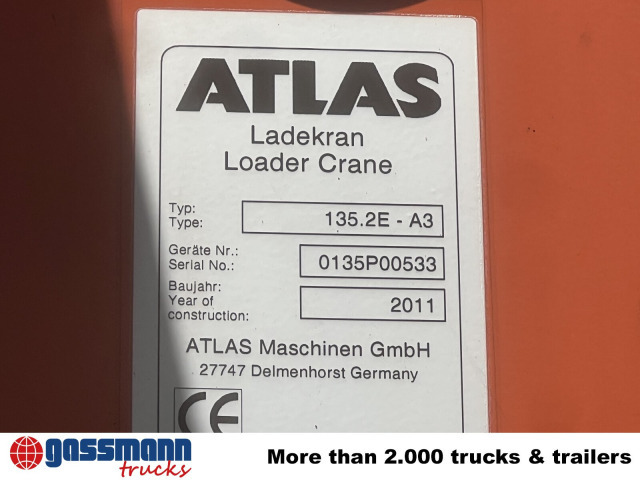 ATLAS
Ladekran
Loader Crane
Typ:
Type:
135.2E - A3
Geräte Nr.:
Serial No.:
0135P00533
Baujahr:
Year of
construction:
2011
ATLAS Maschinen GmbH
27747 Delmenhorst Germany
CE
gassmann
trucks
More than 2.000 trucks & trailers